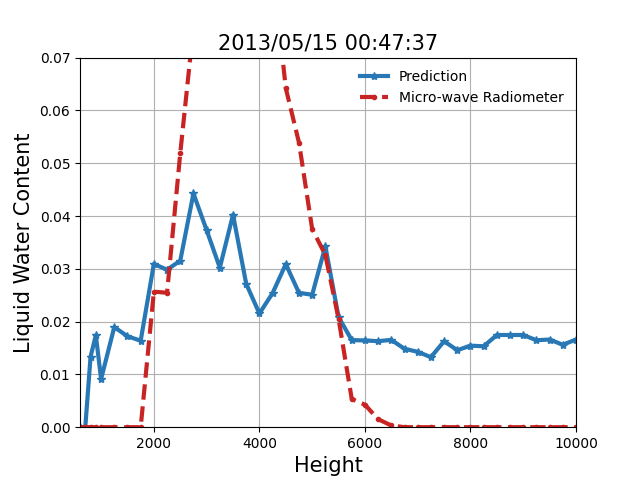 2013/05/15 00:47:37
Prediction
Micro-wave Radiometer
Liquid Water Content
0.07
0.06
0.05
0.04
0.03
0.02
0.01
0.00
2000 4000 6000 8000 10000
Height